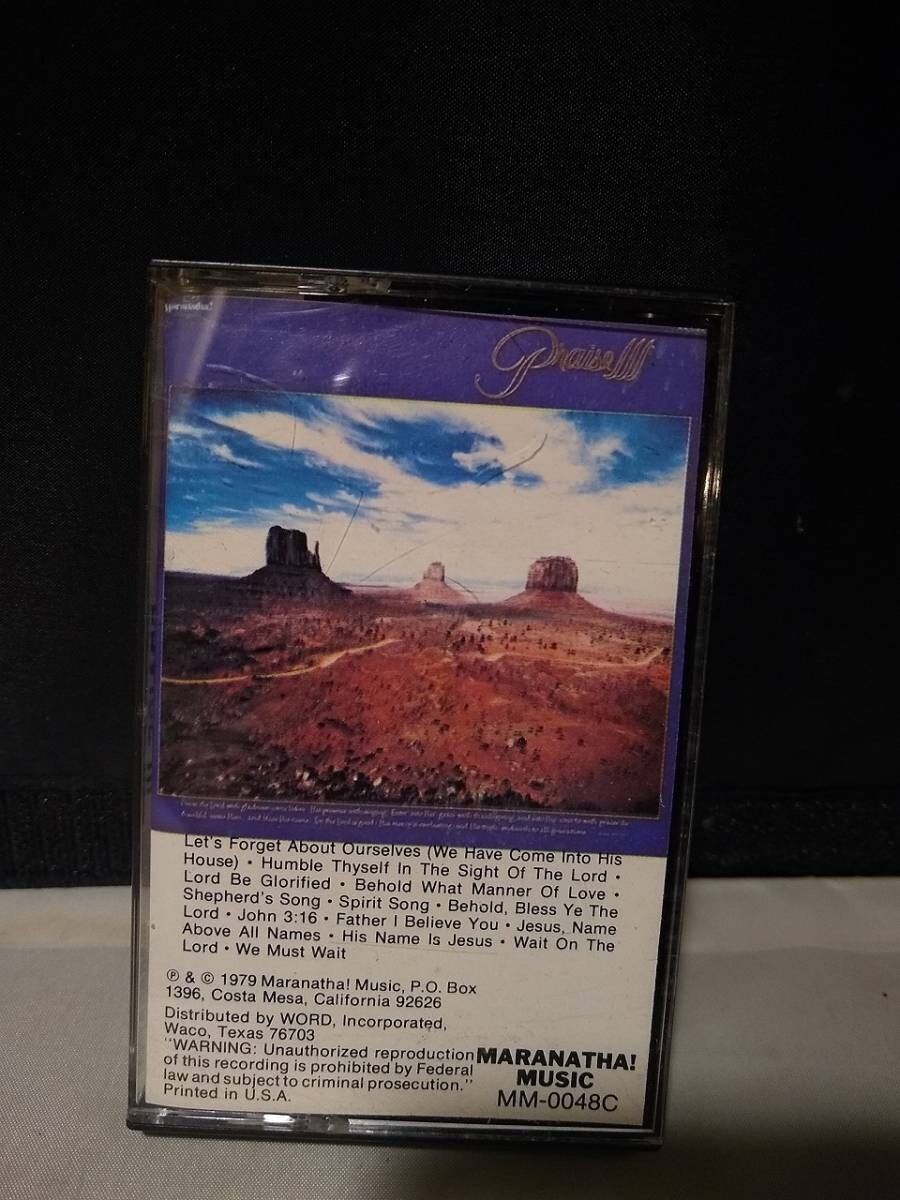 Maranatha!
Praise III
Let's Forget About Ourselves (We Have Come Into His
House) • Humble Thyself In The Sight Of The Lord •
Lord Be Glorified • Behold What Manner Of Love •
Shepherd's Song • Spirit Song • Behold, Bless Ye The
Lord • John 3:16 • Father I Believe You • Jesus, Name
Above All Names • His Name Is Jesus • Wait On The
Lord • We Must Wait
℗ & © 1979 Maranatha! Music, P.O. Box
1396, Costa Mesa, California 92626
Distributed by WORD, Incorporated,
Waco, Texas 76703
"WARNING: Unauthorized reproduction
of this recording is prohibited by Federal
law and subject to criminal prosecution."
Printed in U.S.A.
MARANATHA!
MUSIC
MM-0048C